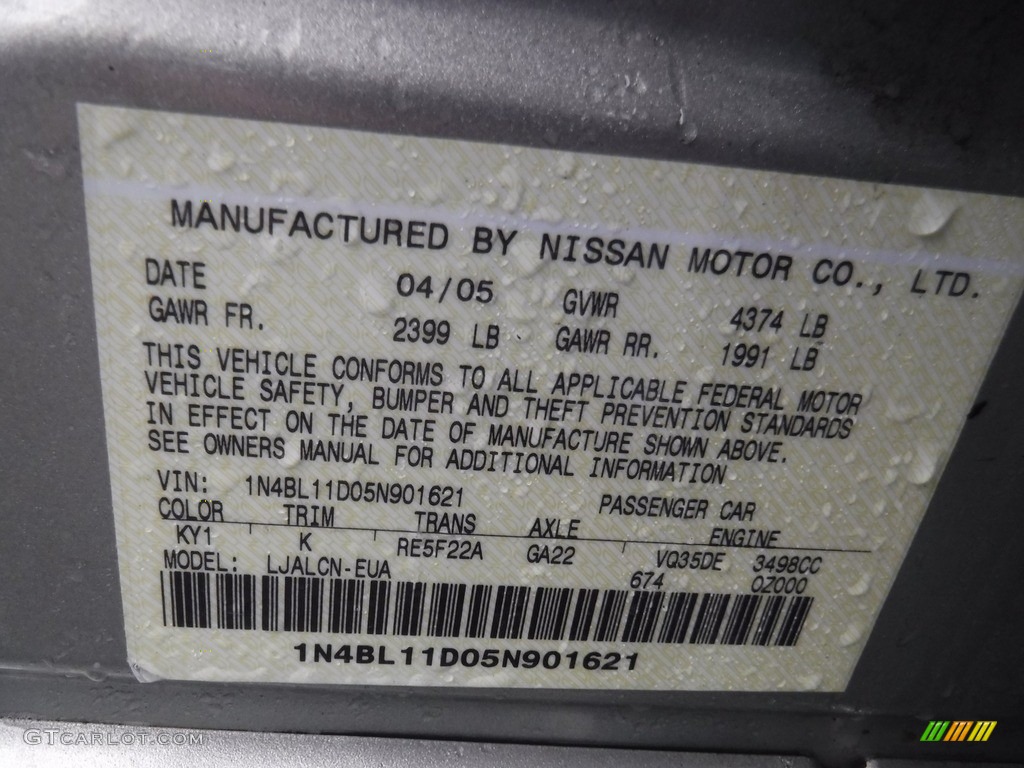 MANUFACTURED BY NISSAN MOTOR CO., LTD.
DATE 04/05 GVWR 4374 LB
GAWR FR. 2399 LB GAWR RR. 1991 LB
THIS VEHICLE CONFORMS TO ALL APPLICABLE FEDERAL MOTOR
VEHICLE SAFETY, BUMPER AND THEFT PREVENTION STANDARDS
IN EFFECT ON THE DATE OF MANUFACTURE SHOWN ABOVE.
SEE OWNERS MANUAL FOR ADDITIONAL INFORMATION
VIN: 1N4BL11D05N901621 PASSENGER CAR
COLOR TRIM TRANS AXLE ENGINE
KY1 K RE5F22A GA22 VQ35DE 3498CC
MODEL: LJALCN-EUA 674 0Z000
1N4BL11D05N901621
GTCARLOT.COM